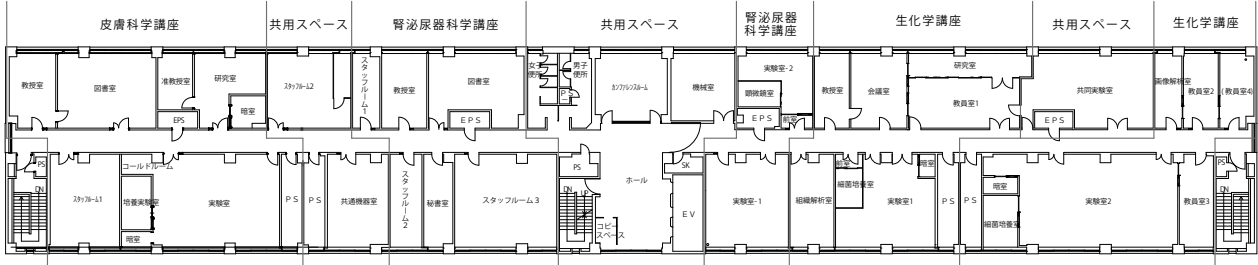 皮膚科学講座
共用スペース
腎泌尿器科学講座
共用スペース
腎泌尿器
科学講座
生化学講座
共用スペース
生化学講座
教授室
図書室
准教授室
研究室
暗室
EPS
スタッフルーム2
スタッフルーム1
教授室
図書室
EPS
女子
便所
男子
便所
PS
カンファレンスルーム
機械室
実験室-2
顕微鏡室
EPS
前室
教授室
会議室
研究室
教員室1
共同実験室
EPS
画像解析室
教員室2
(教員室4)
PS
DN
スタッフルーム1
コールドルーム
培養実験室
暗室
実験室
PS
PS
共通機器室
スタッフルーム2
秘書室
スタッフルーム3
PS
DN
UP
コピー
スペース
ホール
SK
EV
実験室-1
組織解析室
前室
細菌培養室
実験室1
暗室
PS
PS
暗室
細菌培養室
実験室2
教員室3
PS
DN